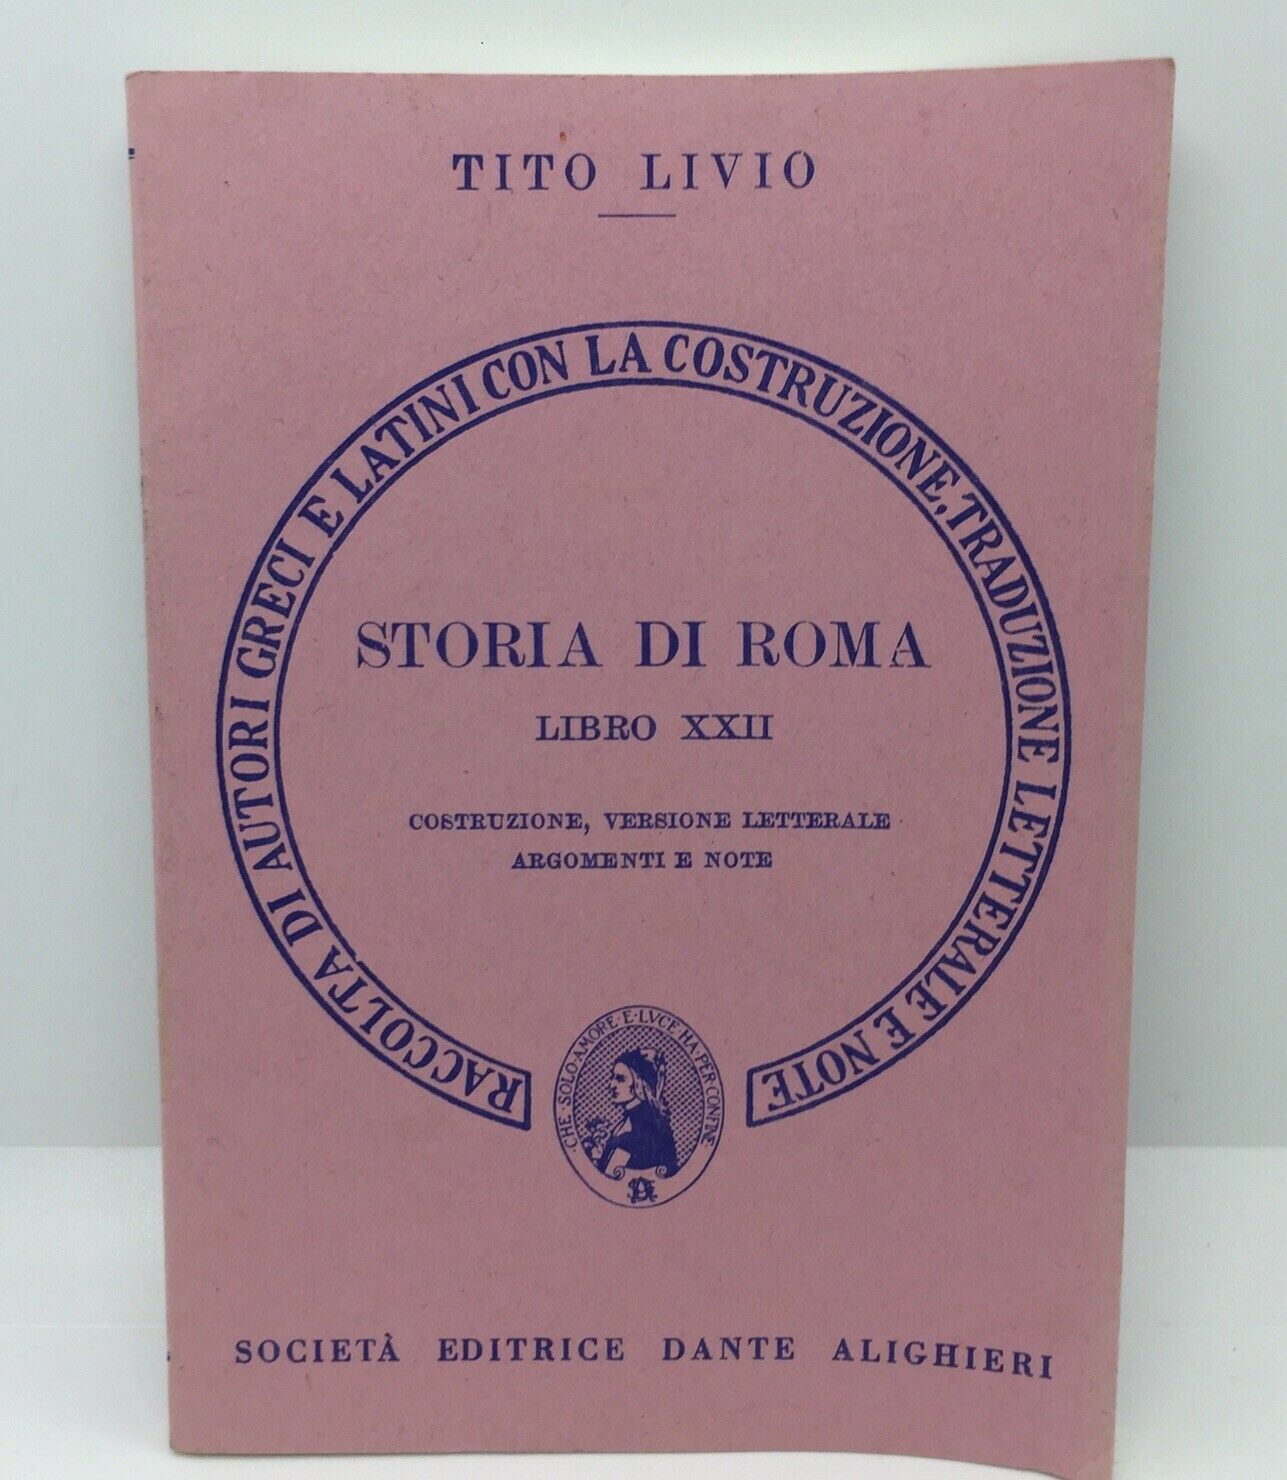 TITO LIVIO
RACCOLTA DI AUTORI GRECI E LATINI CON LA COSTRUZIONE, TRADUZIONE LETTERALE E NOTE
STORIA DI ROMA
LIBRO XXII
COSTRUZIONE, VERSIONE LETTERALE
ARGOMENTI E NOTE
·CHE·SOLO·AMORE·E·LVCE·HA·PER·CONFINE·
SOCIETÀ EDITRICE DANTE ALIGHIERI